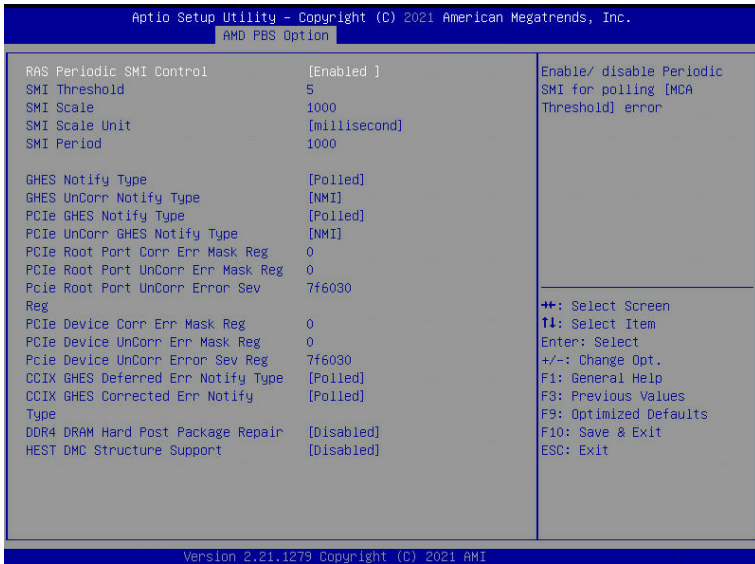 Aptio Setup Utility – Copyright (C) 2021 American Megatrends, Inc.
AMD PBS Option
RAS Periodic SMI Control [Enabled ]
SMI Threshold 5
SMI Scale 1000
SMI Scale Unit [millisecond]
SMI Period 1000
GHES Notify Type [Polled]
GHES UnCorr Notify Type [NMI]
PCIe GHES Notify Type [Polled]
PCIe UnCorr GHES Notify Type [NMI]
PCIe Root Port Corr Err Mask Reg 0
PCIe Root Port UnCorr Err Mask Reg 0
Pcie Root Port UnCorr Error Sev 7f6030
Reg
PCIe Device Corr Err Mask Reg 0
PCIe Device UnCorr Err Mask Reg 0
Pcie Device UnCorr Error Sev Reg 7f6030
CCIX GHES Deferred Err Notify Type [Polled]
CCIX GHES Corrected Err Notify [Polled]
Type
DDR4 DRAM Hard Post Package Repair [Disabled]
HEST DMC Structure Support [Disabled]
Enable/ disable Periodic
SMI for polling [MCA
Threshold] error
→←: Select Screen
↑↓: Select Item
Enter: Select
+/-: Change Opt.
F1: General Help
F3: Previous Values
F9: Optimized Defaults
F10: Save & Exit
ESC: Exit
Version 2.21.1279 Copyright (C) 2021 AMI